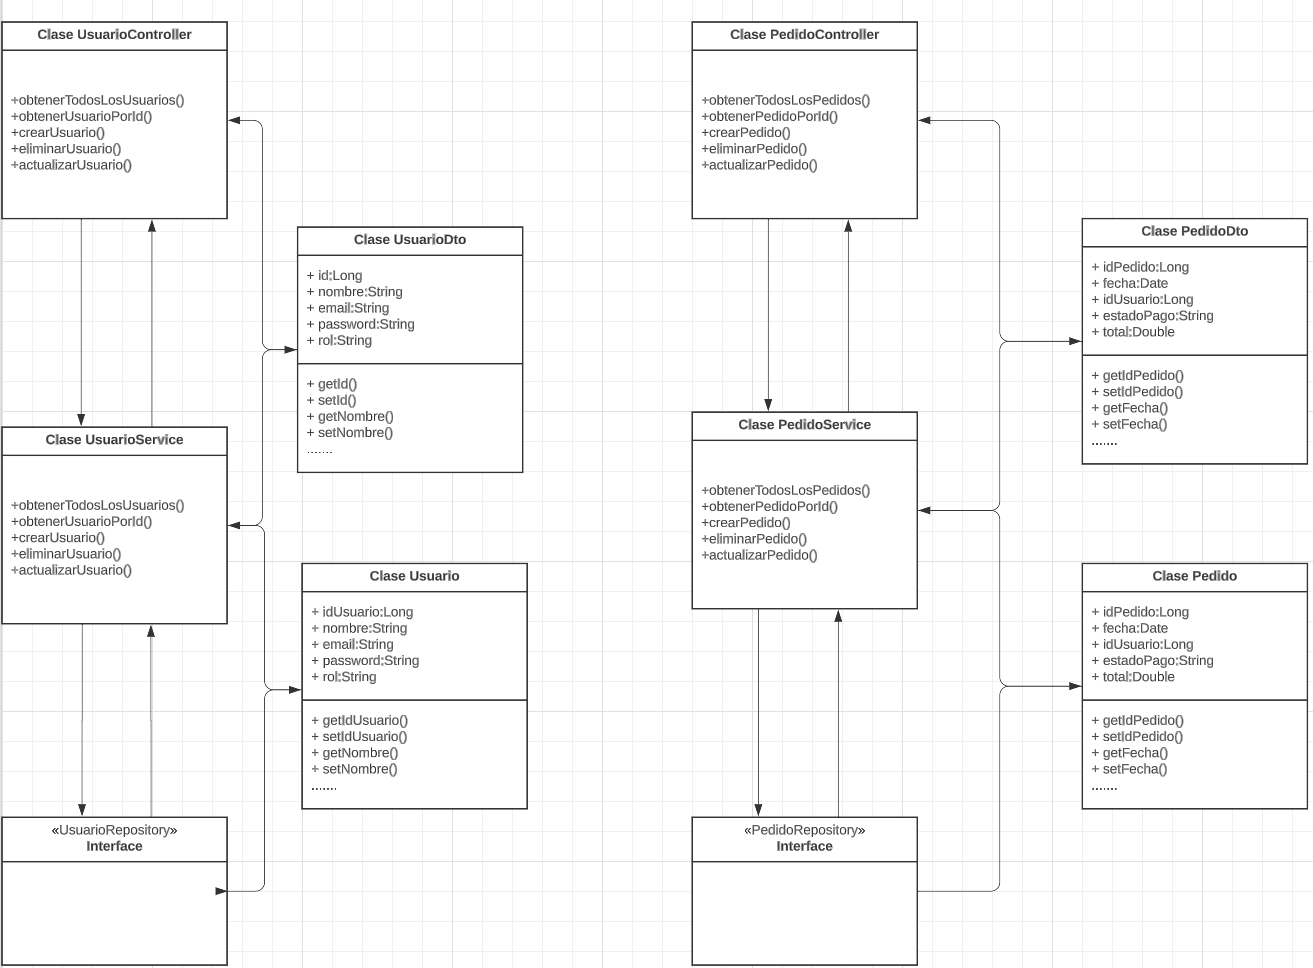 Clase UsuarioController
+obtenerTodosLosUsuarios()
+obtenerUsuarioPorId()
+crearUsuario()
+eliminarUsuario()
+actualizarUsuario()
Clase UsuarioDto
+ id:Long
+ nombre:String
+ email:String
+ password:String
+ rol:String
+ getId()
+ setId()
+ getNombre()
+ setNombre()
.......
Clase UsuarioService
+obtenerTodosLosUsuarios()
+obtenerUsuarioPorId()
+crearUsuario()
+eliminarUsuario()
+actualizarUsuario()
Clase Usuario
+ idUsuario:Long
+ nombre:String
+ email:String
+ password:String
+ rol:String
+ getIdUsuario()
+ setIdUsuario()
+ getNombre()
+ setNombre()
.......
«UsuarioRepository»
Interface
Clase PedidoController
+obtenerTodosLosPedidos()
+obtenerPedidoPorId()
+crearPedido()
+eliminarPedido()
+actualizarPedido()
Clase PedidoDto
+ idPedido:Long
+ fecha:Date
+ idUsuario:Long
+ estadoPago:String
+ total:Double
+ getIdPedido()
+ setIdPedido()
+ getFecha()
+ setFecha()
.......
Clase PedidoService
+obtenerTodosLosPedidos()
+obtenerPedidoPorId()
+crearPedido()
+eliminarPedido()
+actualizarPedido()
Clase Pedido
+ idPedido:Long
+ fecha:Date
+ idUsuario:Long
+ estadoPago:String
+ total:Double
+ getIdPedido()
+ setIdPedido()
+ getFecha()
+ setFecha()
.......
«PedidoRepository»
Interface